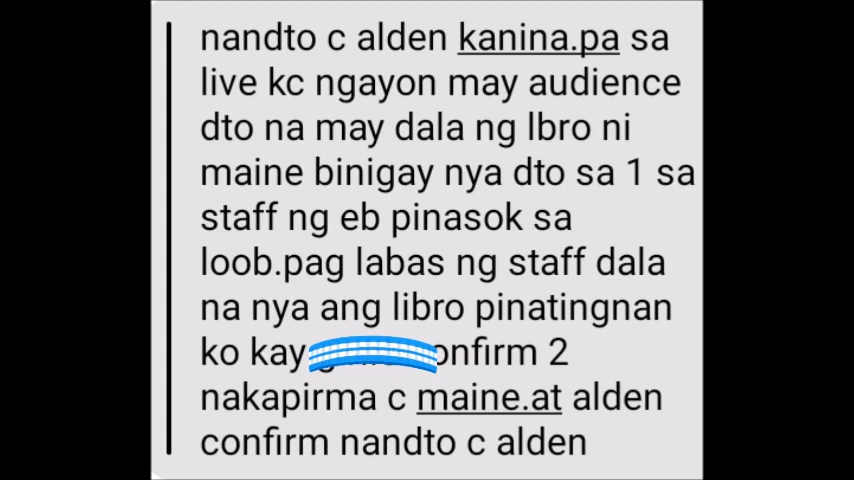 nandto c alden kanina.pa sa
live kc ngayon may audience
dto na may dala ng lbro ni
maine binigay nya dto sa 1 sa
staff ng eb pinasok sa
loob.pag labas ng staff dala
na nya ang libro pinatingnan
ko kay onfirm 2
nakapirma c maine.at alden
confirm nandto c alden